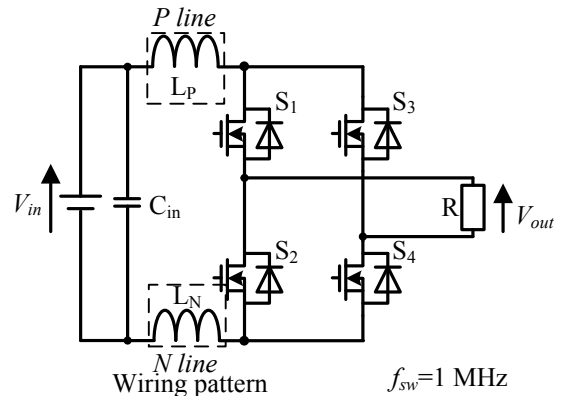 P line
L_P
S_1
S_3
V_in
C_in
R
V_out
S_2
S_4
L_N
N line
Wiring pattern
f_sw=1 MHz